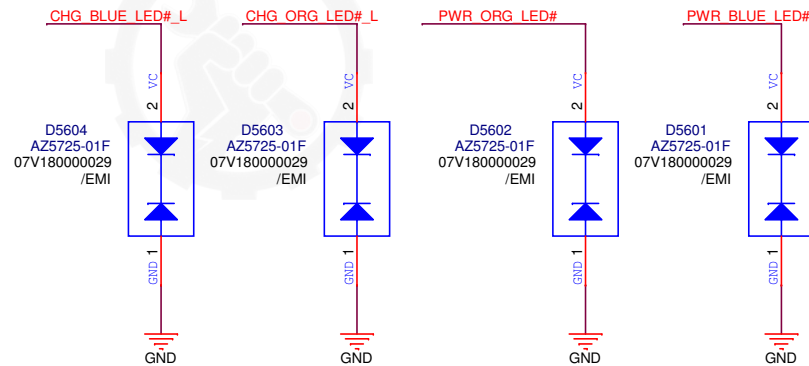 CHG_BLUE_LED#_L
CHG_ORG_LED#_L
PWR_ORG_LED#
PWR_BLUE_LED#
VC
VC
VC
VC
2
2
2
2
D5604
AZ5725-01F
07V180000029
/EMI
D5603
AZ5725-01F
07V180000029
/EMI
D5602
AZ5725-01F
07V180000029
/EMI
D5601
AZ5725-01F
07V180000029
/EMI
1
1
1
1
GND
GND
GND
GND
GND
GND
GND
GND